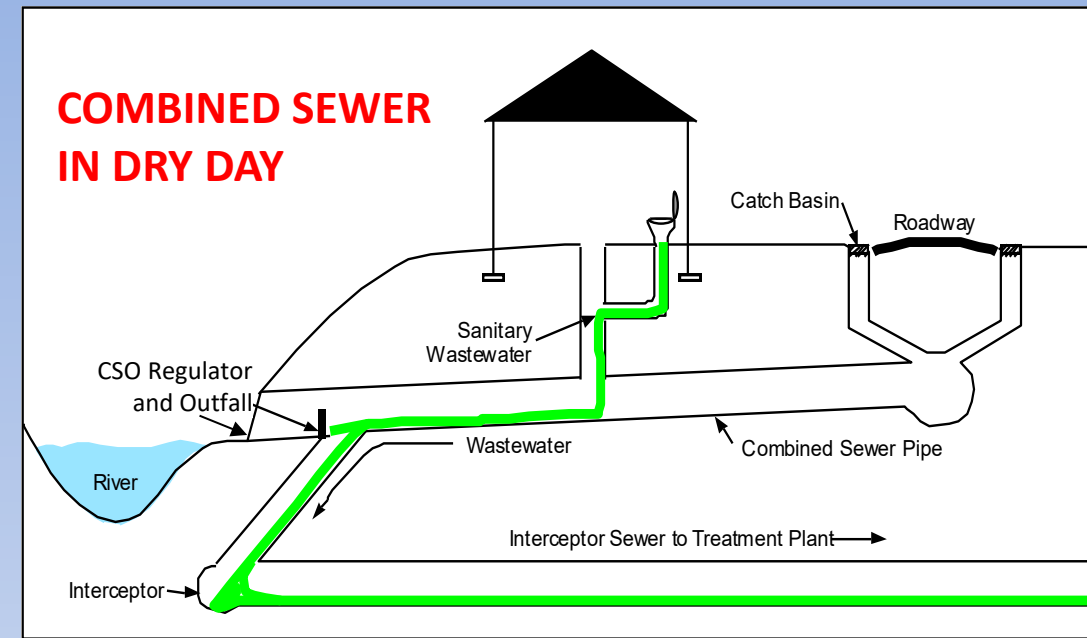 COMBINED SEWER
IN DRY DAY
Catch Basin
Roadway
Sanitary
Wastewater
CSO Regulator
and Outfall
Wastewater
Combined Sewer Pipe
River
Interceptor Sewer to Treatment Plant
Interceptor